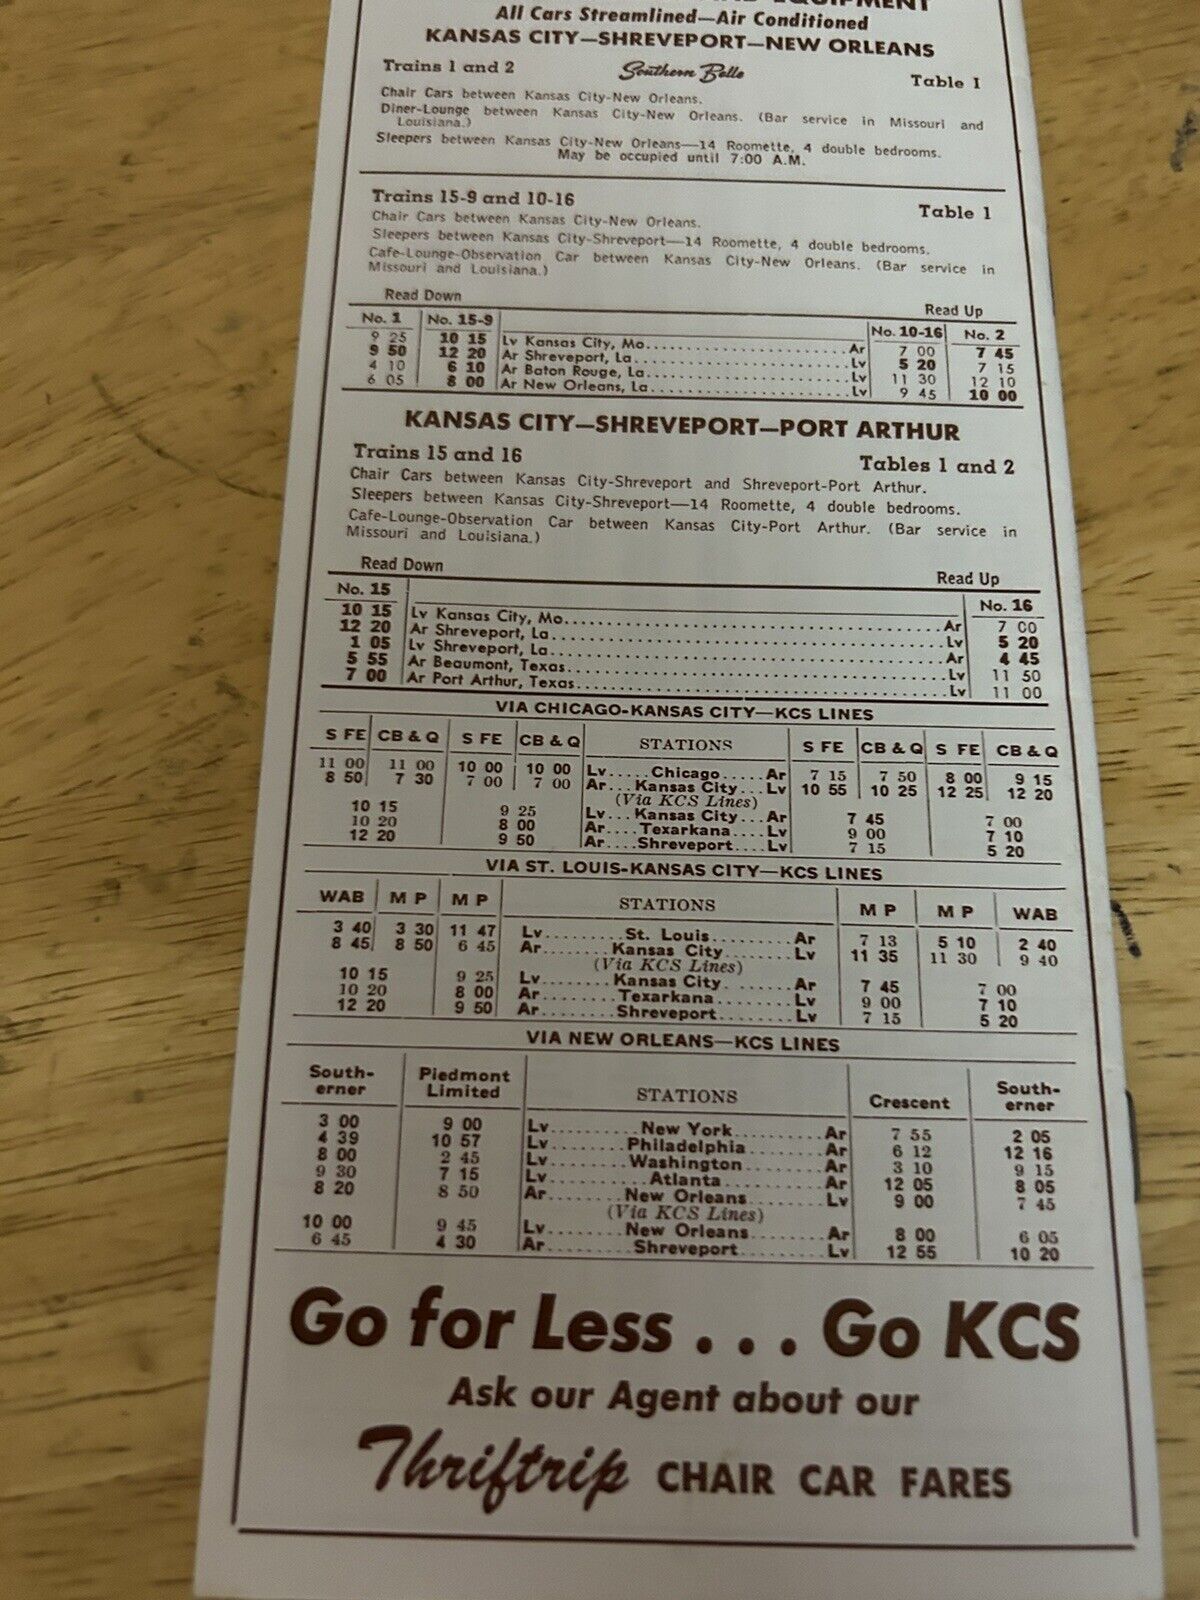 EQUIPMENT
All Cars Streamlined—Air Conditioned
KANSAS CITY—SHREVEPORT—NEW ORLEANS
Trains 1 and 2 Southern Belle Table 1
Chair Cars between Kansas City-New Orleans.
Diner-Lounge between Kansas City-New Orleans. (Bar service in Missouri and
Louisiana.)
Sleepers between Kansas City-New Orleans—14 Roomette, 4 double bedrooms.
May be occupied until 7:00 A.M.
Trains 15-9 and 10-16 Table 1
Chair Cars between Kansas City-New Orleans.
Sleepers between Kansas City-Shreveport—14 Roomette, 4 double bedrooms.
Cafe-Lounge-Observation Car between Kansas City-New Orleans. (Bar service in
Missouri and Louisiana.)
Read Down Read Up
No. 1 No. 15-9 No. 10-16 No. 2
9 25 10 15 Lv Kansas City, Mo. Ar 7 00 7 45
9 50 12 20 Ar Shreveport, La. Lv 5 20 7 15
4 10 6 10 Ar Baton Rouge, La. Lv 11 30 12 10
6 05 8 00 Ar New Orleans, La. Lv 9 45 10 00
KANSAS CITY—SHREVEPORT—PORT ARTHUR
Trains 15 and 16 Tables 1 and 2
Chair Cars between Kansas City-Shreveport and Shreveport-Port Arthur.
Sleepers between Kansas City-Shreveport—14 Roomette, 4 double bedrooms.
Cafe-Lounge-Observation Car between Kansas City-Port Arthur. (Bar service in
Missouri and Louisiana.)
Read Down Read Up
No. 15 No. 16
10 15 Lv Kansas City, Mo. Ar 7 00
12 20 Ar Shreveport, La. Lv 5 20
1 05 Lv Shreveport, La. Ar 4 45
5 55 Ar Beaumont, Texas Lv 11 50
7 00 Ar Port Arthur, Texas Lv 11 00
VIA CHICAGO-KANSAS CITY—KCS LINES
S FE CB & Q S FE CB & Q STATIONS S FE CB & Q S FE CB & Q
11 00 11 00 10 00 10 00 Lv Chicago Ar 7 15 7 50 8 00 9 15
8 50 7 30 7 00 7 00 Ar Kansas City Lv 10 55 10 25 12 25 12 20
(Via KCS Lines)
10 15 9 25 Lv Kansas City Ar 7 45 7 00
10 20 8 00 Ar Texarkana Lv 9 00 7 10
12 20 9 50 Ar Shreveport Lv 7 15 5 20
VIA ST. LOUIS-KANSAS CITY—KCS LINES
WAB M P M P STATIONS M P M P WAB
3 40 3 30 11 47 Lv St. Louis Ar 7 13 5 10 2 40
8 45 8 50 6 45 Ar Kansas City Lv 11 35 11 30 9 40
(Via KCS Lines)
10 15 9 25 Lv Kansas City Ar 7 45 7 00
10 20 8 00 Ar Texarkana Lv 9 00 7 10
12 20 9 50 Ar Shreveport Lv 7 15 5 20
VIA NEW ORLEANS—KCS LINES
South- Piedmont South-
erner Limited STATIONS Crescent erner
3 00 9 00 Lv New York Ar 7 55 2 05
4 39 10 57 Lv Philadelphia Ar 6 12 12 16
8 00 2 45 Lv Washington Ar 3 10 9 15
9 30 7 15 Lv Atlanta Ar 12 05 8 05
8 20 8 50 Ar New Orleans Lv 9 00 7 45
(Via KCS Lines)
10 00 9 45 Lv New Orleans Ar 8 00 6 05
6 45 4 30 Ar Shreveport Lv 12 55 10 20
Go for Less . . . Go KCS
Ask our Agent about our
Thriftrip CHAIR CAR FARES